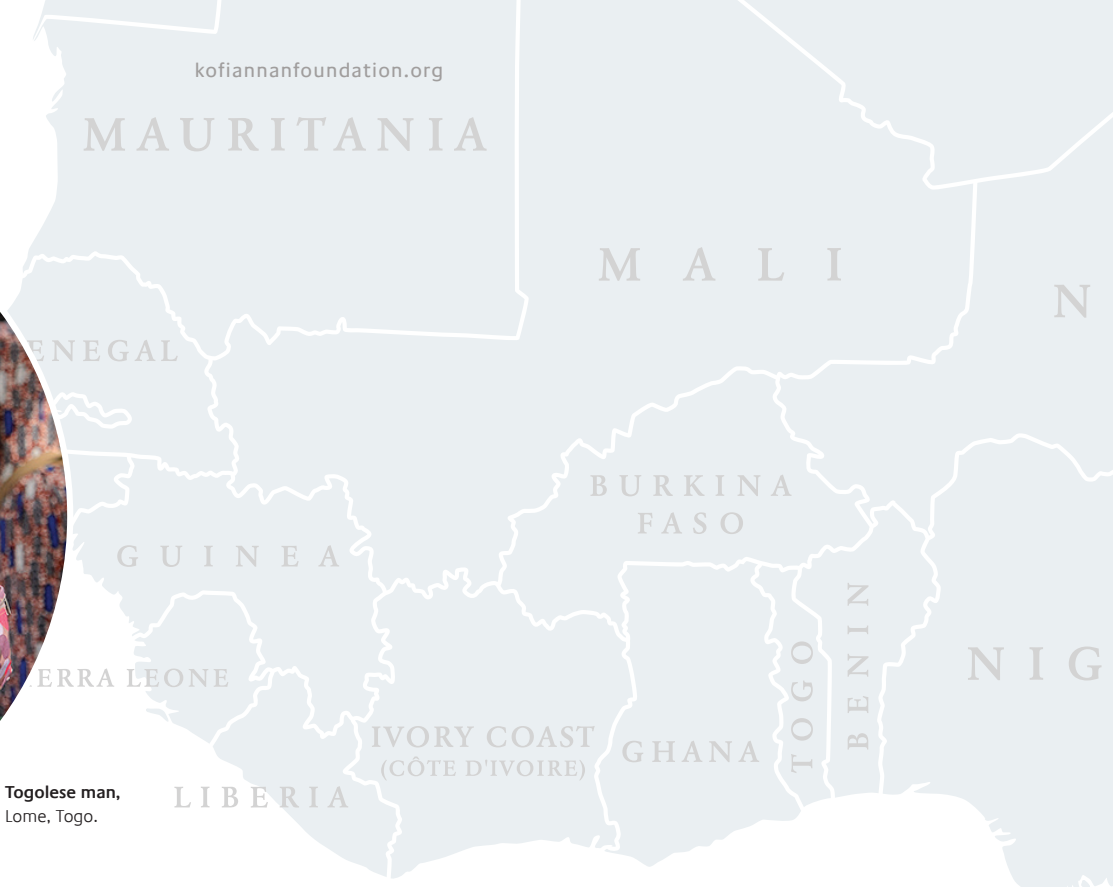 kofiannanfoundation.org
MAURITANIA
MALI
N
ENEGAL
BURKINA
FASO
GUINEA
BENIN
TOGO
NIG
ERRA LEONE
IVORY COAST
(CÔTE D'IVOIRE)
GHANA
LIBERIA
Togolese man,
Lome, Togo.